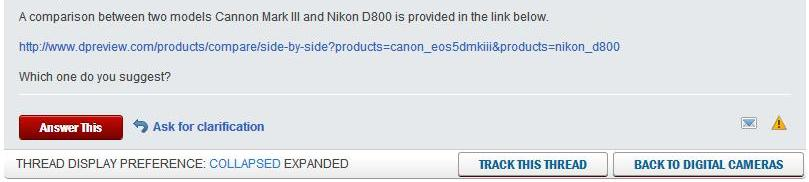 A comparison between two models Cannon Mark III and Nikon D800 is provided in the link below.
http://www.dpreview.com/products/compare/side-by-side?products=canon_eos5dmkiii&products=nikon_d800
Which one do you suggest?
Answer This Ask for clarification
THREAD DISPLAY PREFERENCE: COLLAPSED EXPANDED TRACK THIS THREAD BACK TO DIGITAL CAMERAS